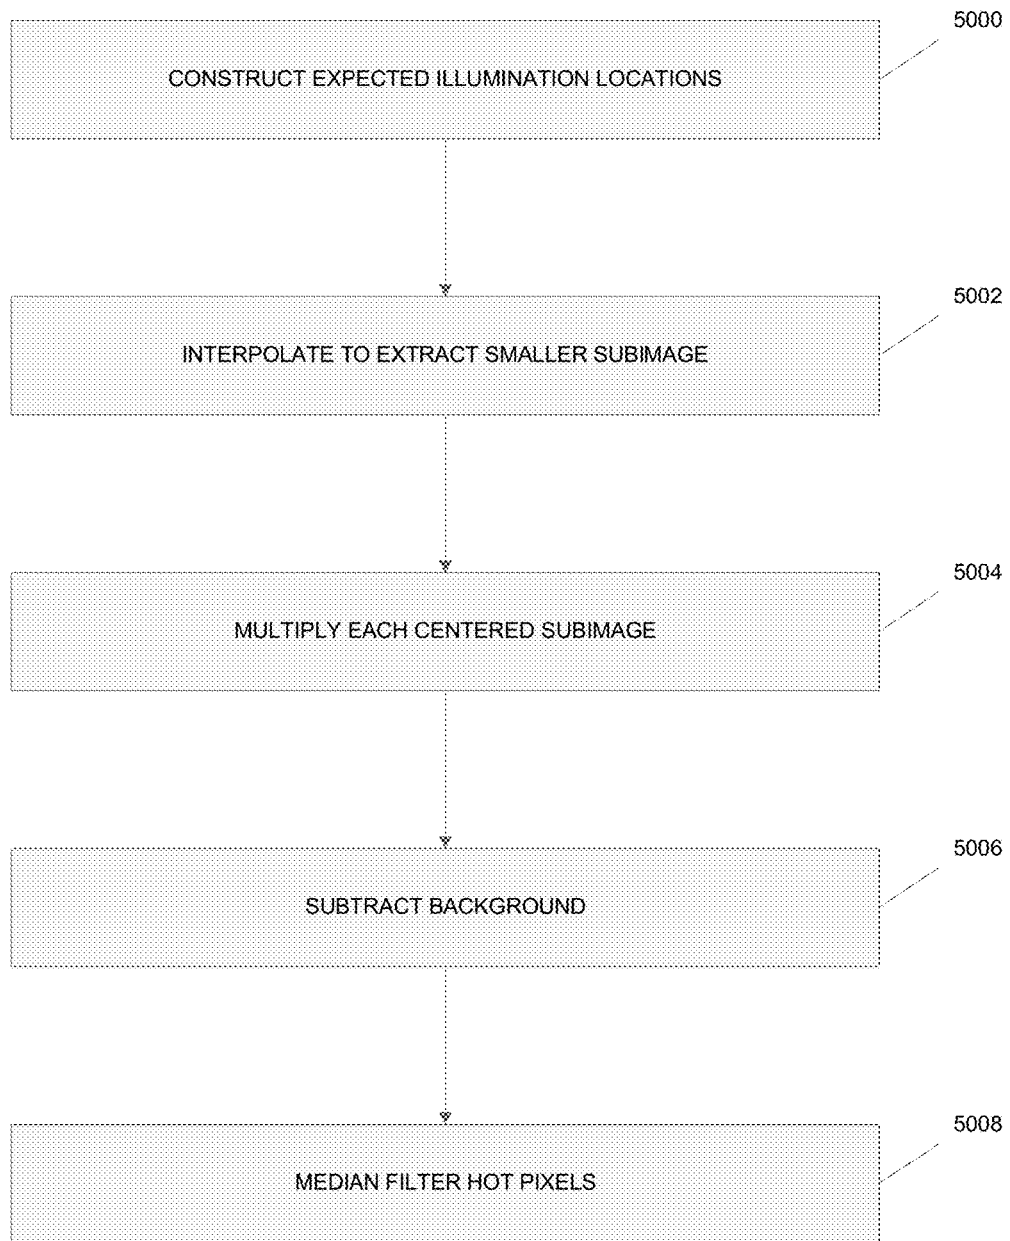 5000
CONSTRUCT EXPECTED ILLUMINATION LOCATIONS
5002
INTERPOLATE TO EXTRACT SMALLER SUBIMAGE
5004
MULTIPLY EACH CENTERED SUBIMAGE
5006
SUBTRACT BACKGROUND
5008
MEDIAN FILTER HOT PIXELS